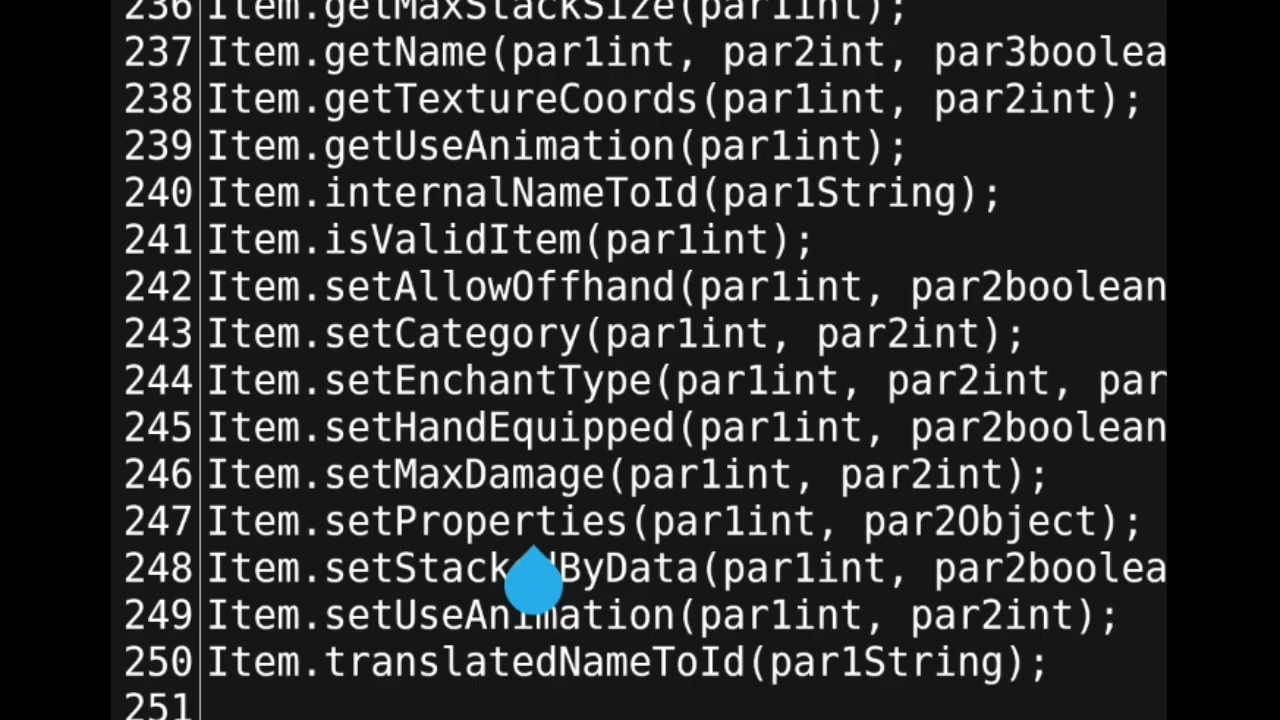 236 Item.getMaxStackSize(par1int);
237 Item.getName(par1int, par2int, par3boolea
238 Item.getTextureCoords(par1int, par2int);
239 Item.getUseAnimation(par1int);
240 Item.internalNameToId(par1String);
241 Item.isValidItem(par1int);
242 Item.setAllowOffhand(par1int, par2boolean
243 Item.setCategory(par1int, par2int);
244 Item.setEnchantType(par1int, par2int, par
245 Item.setHandEquipped(par1int, par2boolean
246 Item.setMaxDamage(par1int, par2int);
247 Item.setProperties(par1int, par2Object);
248 Item.setStackedByData(par1int, par2boolea
249 Item.setUseAnimation(par1int, par2int);
250 Item.translatedNameToId(par1String);
251